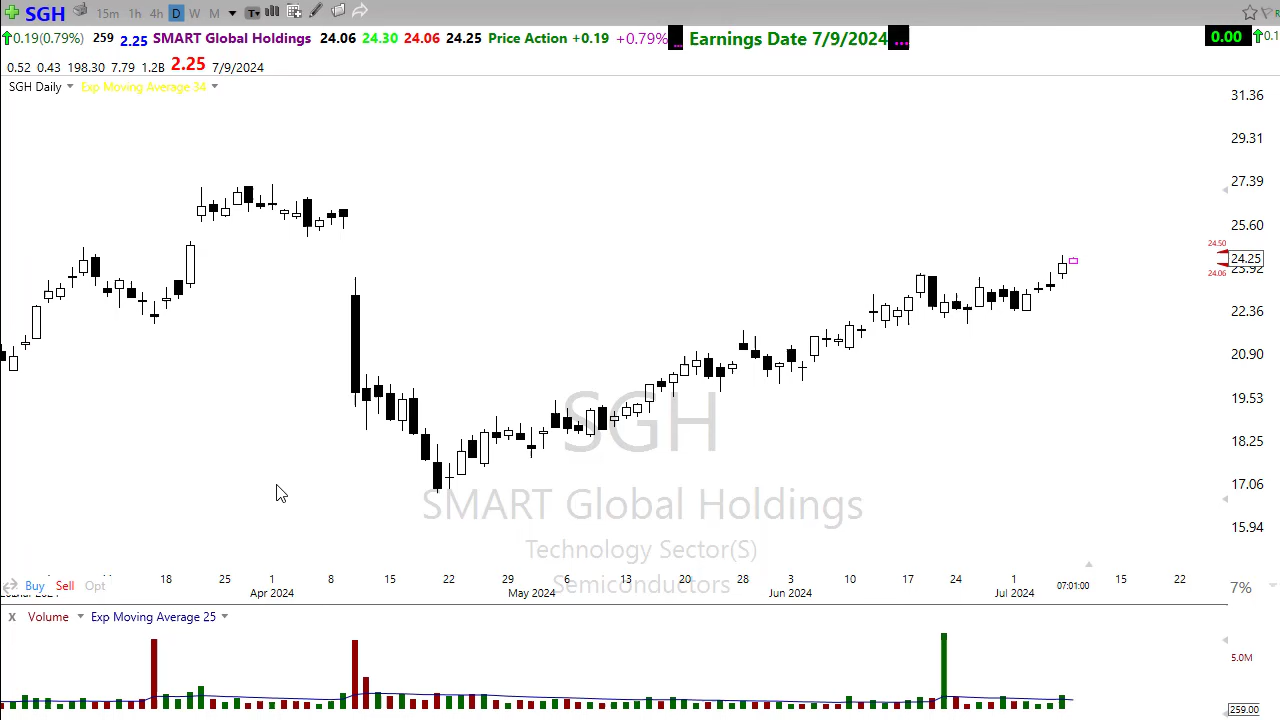 SGH 15m 1h 4h D W M T
0.19(0.79%) 259 2.25 SMART Global Holdings 24.06 24.30 24.06 24.25 Price Action +0.19 +0.79% ... Earnings Date 7/9/2024 ... 0.00
0.52 0.43 198.30 7.79 1.2B 2.25 7/9/2024
SGH Daily Exp Moving Average 34
31.36
29.31
27.39
25.60
24.50
24.25
23.92
24.06
22.36
20.90
19.53
18.25
17.06
15.94
SGH
SMART Global Holdings
Technology Sector(S)
Semiconductors
Buy Sell Opt
18 25 1 8 15 22 29 6 13 20 28 3 10 17 24 1 07:01:00 15 22
Apr 2024 May 2024 Jun 2024 Jul 2024
7%
X Volume Exp Moving Average 25
5.0M
259.00